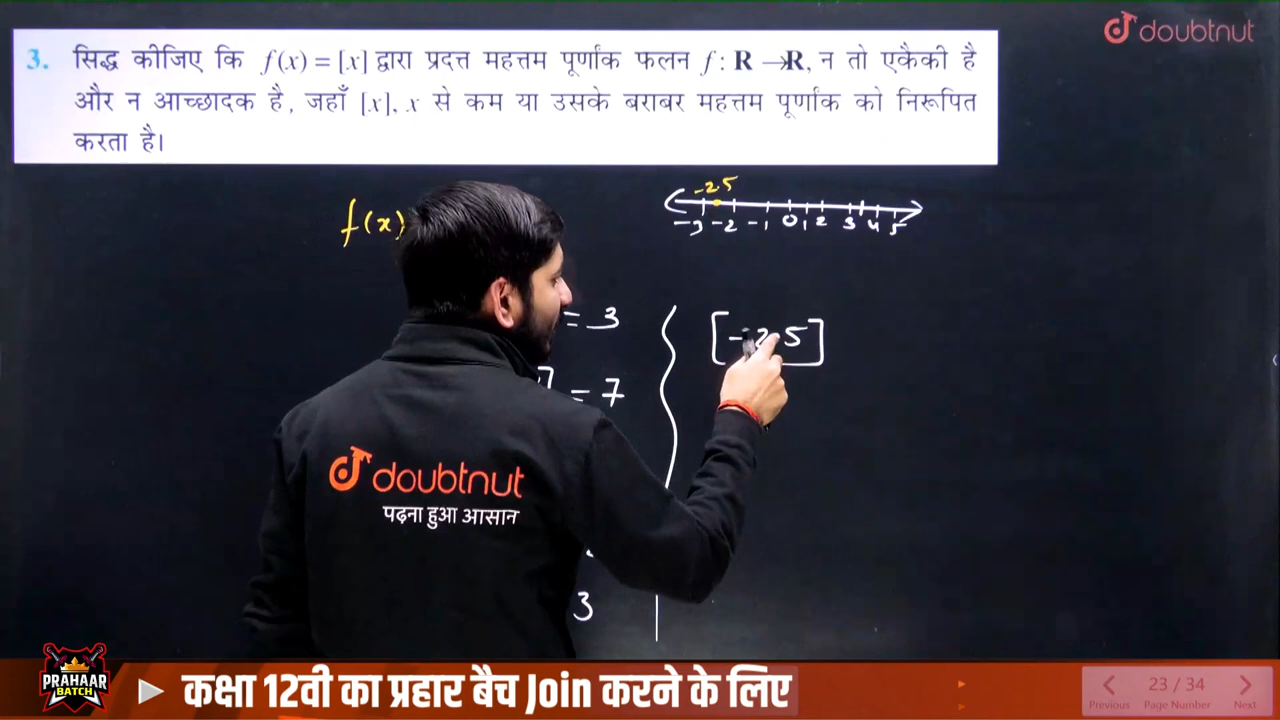 doubtnut
3. सिद्ध कीजिए कि f(x) = [x] द्वारा प्रदत्त महत्तम पूर्णांक फलन f : R → R, न तो एकैकी है
और न आच्छादक है, जहाँ [x], x से कम या उसके बराबर महत्तम पूर्णांक को निरूपित
करता है।
-2.5
-3 -2 -1 0 1 2 3 4 5
f(x)
= 3
[-2.5]
= 7
doubtnut
पढ़ना हुआ आसान
3
PRAHAAR
BATCH
कक्षा 12वी का प्रहार बैच Join करने के लिए
23 / 34
Previous Page Number Next